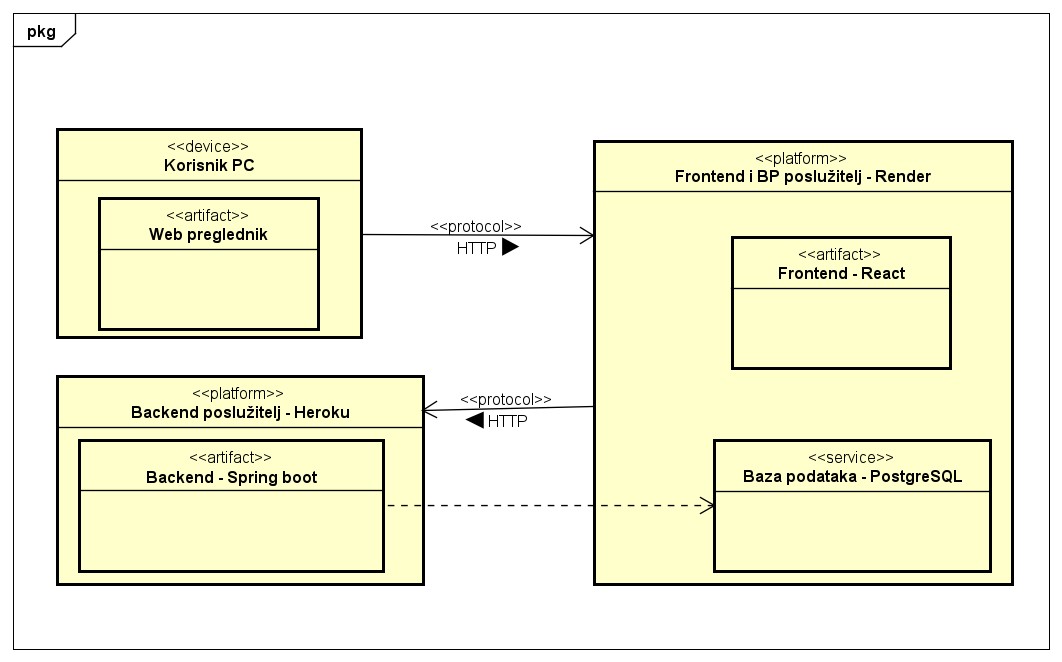 pkg
<<device>>
Korisnik PC
<<artifact>>
Web preglednik
<<protocol>>
HTTP
<<platform>>
Frontend i BP poslužitelj - Render
<<artifact>>
Frontend - React
<<platform>>
Backend poslužitelj - Heroku
<<artifact>>
Backend - Spring boot
<<protocol>>
HTTP
<<service>>
Baza podataka - PostgreSQL